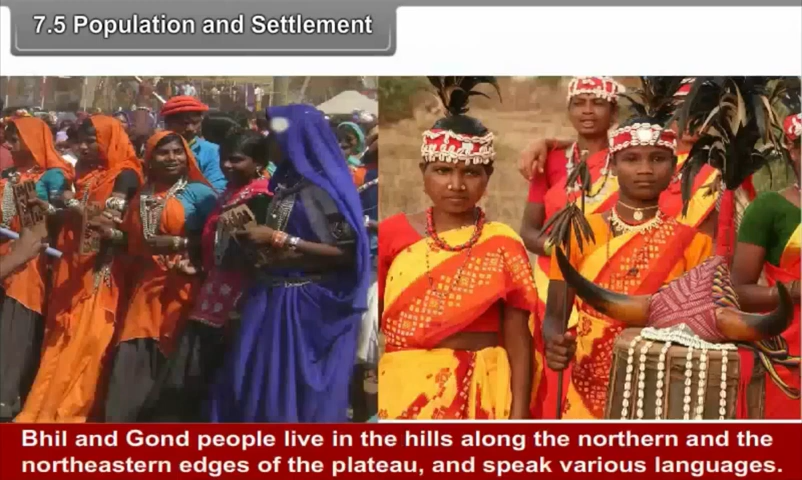 7.5 Population and Settlement
Bhil and Gond people live in the hills along the northern and the
northeastern edges of the plateau, and speak various languages.